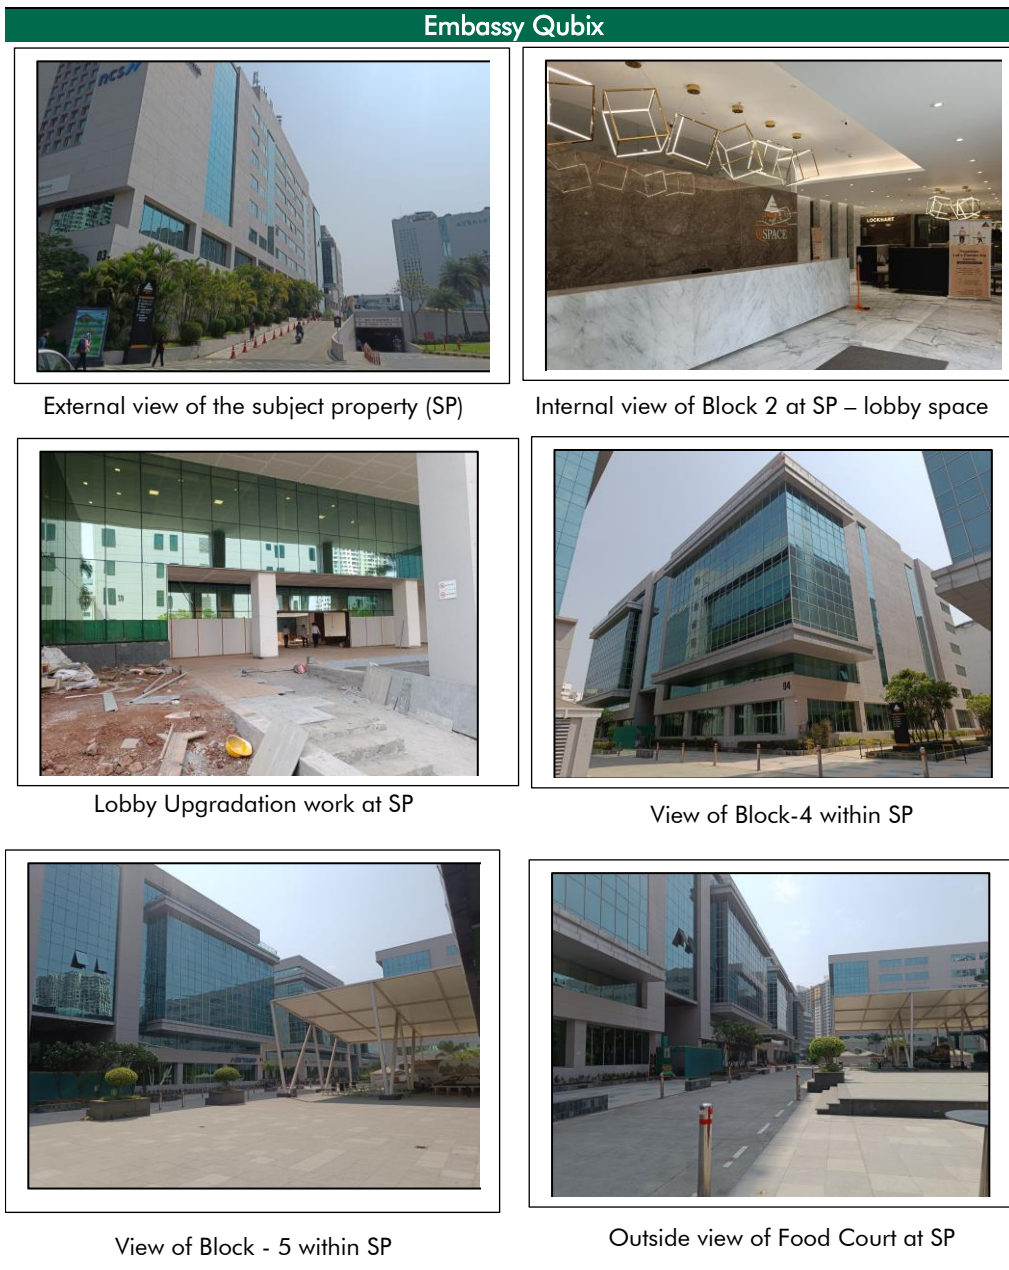 Embassy Qubix
ncs
03
SPACE
LOCKHART
External view of the subject property (SP)
Internal view of Block 2 at SP – lobby space
04
Lobby Upgradation work at SP
View of Block-4 within SP
View of Block - 5 within SP
Outside view of Food Court at SP